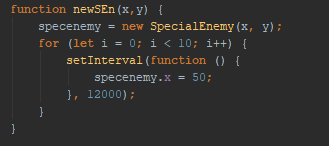 function newSEn(x,y) {
    specenemy = new SpecialEnemy(x, y);
    for (let i = 0; i < 10; i++) {
        setInterval(function () {
            specenemy.x = 50;
        }, 12000);
    }
}